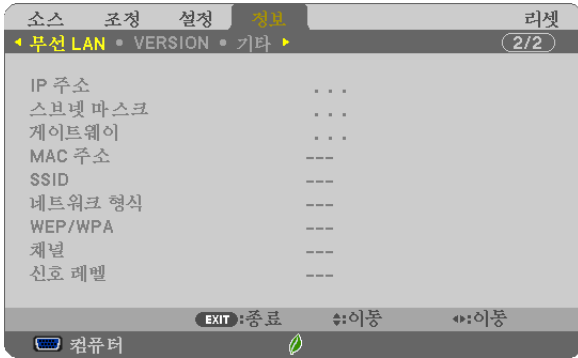 소스 조정 설정 정보 리셋
무선 LAN • VERSION • 기타 2/2
IP 주소 . . .
스브넷 마스크 . . .
게이트웨이 . . .
MAC 주소 ---
SSID ---
네트워크 형식 ---
WEP/WPA ---
채널 ---
신호 레벨 ---
EXIT :종료 :이동 :이동
컴퓨터